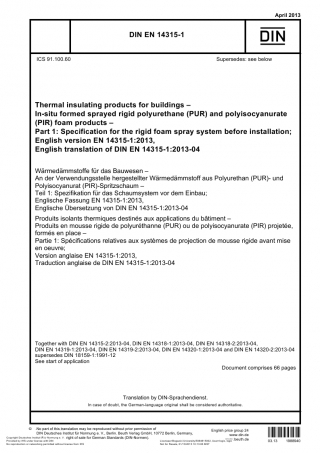 April 2013
DIN EN 14315-1
DIN
ICS 91.100.60
Supersedes: see below
Thermal insulating products for buildings –
In-situ formed sprayed rigid polyurethane (PUR) and polyisocyanurate
(PIR) foam products –
Part 1: Specification for the rigid foam spray system before installation;
English version EN 14315-1:2013,
English translation of DIN EN 14315-1:2013-04
Wärmedämmstoffe für das Bauwesen –
An der Verwendungsstelle hergestellter Wärmedämmstoff aus Polyurethan (PUR)- und
Polyisocyanurat (PIR)-Spritzschaum –
Teil 1: Spezifikation für das Schaumsystem vor dem Einbau;
Englische Fassung EN 14315-1:2013,
Englische Übersetzung von DIN EN 14315-1:2013-04
Produits isolants thermiques destinés aux applications du bâtiment –
Produits en mousse rigide de polyuréthanne (PUR) ou de polyisocyanurate (PIR) projetée,
formés en place –
Partie 1: Spécifications relatives aux systèmes de projection de mousse rigide avant mise
en oeuvre;
Version anglaise EN 14315-1:2013,
Traduction anglaise de DIN EN 14315-1:2013-04
Together with DIN EN 14315-2:2013-04, DIN EN 14318-1:2013-04, DIN EN 14318-2:2013-04,
DIN EN 14319-1:2013-04, DIN EN 14319-2:2013-04, DIN EN 14320-1:2013-04 and DIN EN 14320-2:2013-04
supersedes DIN 18159-1:1991-12
See start of application
Document comprises 66 pages
Translation by DIN-Sprachendienst.
In case of doubt, the German-language original shall be considered authoritative.
No part of this translation may be reproduced without prior permission of
DIN Deutsches Institut für Normung e. V., Berlin. Beuth Verlag GmbH, 10772 Berlin, Germany,
right of sale for German Standards (DIN-Normen).
English price group 24
www.din.de
www.beuth.de